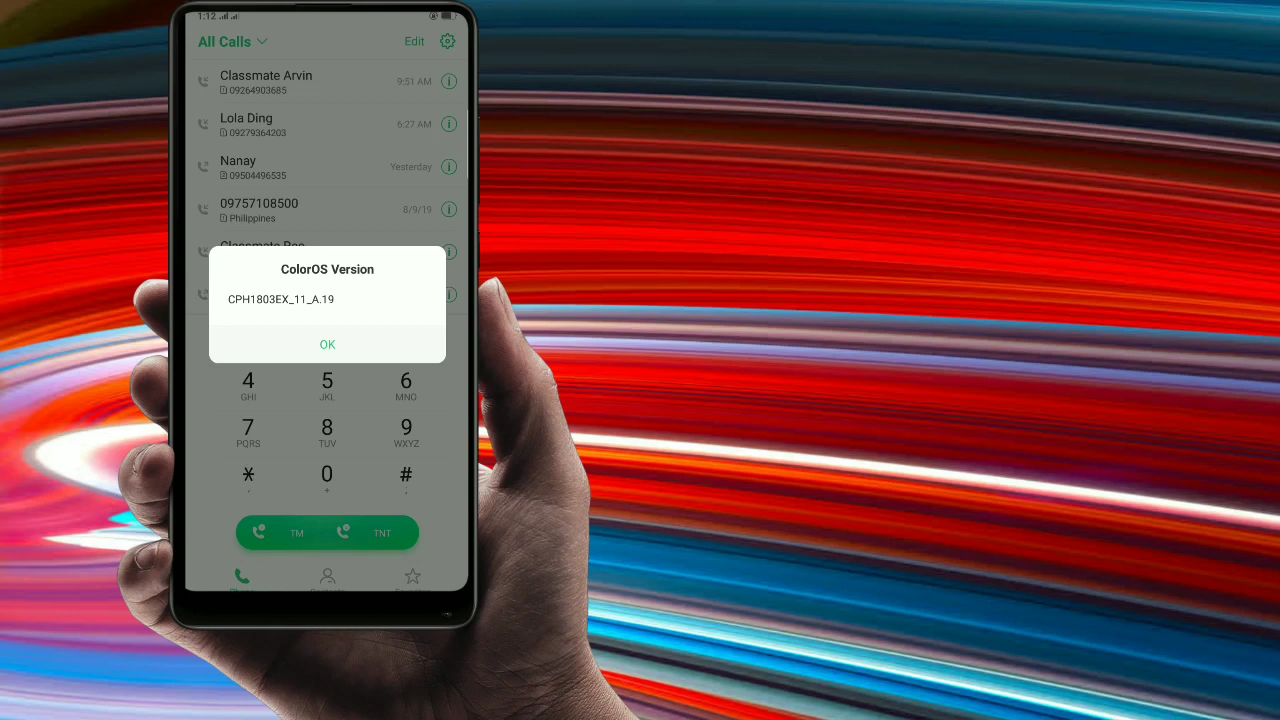 1:12
All Calls
Edit
Classmate Arvin
9:51 AM
09264903685
Lola Ding
6:27 AM
09279364203
Nanay
Yesterday
09504496535
09757108500
8/9/19
Philippines
ColorOS Version
CPH1803EX_11_A.19
OK
4 5 6
GHI JKL MNO
7 8 9
PQRS TUV WXYZ
* 0 #
, + ;
TM TNT